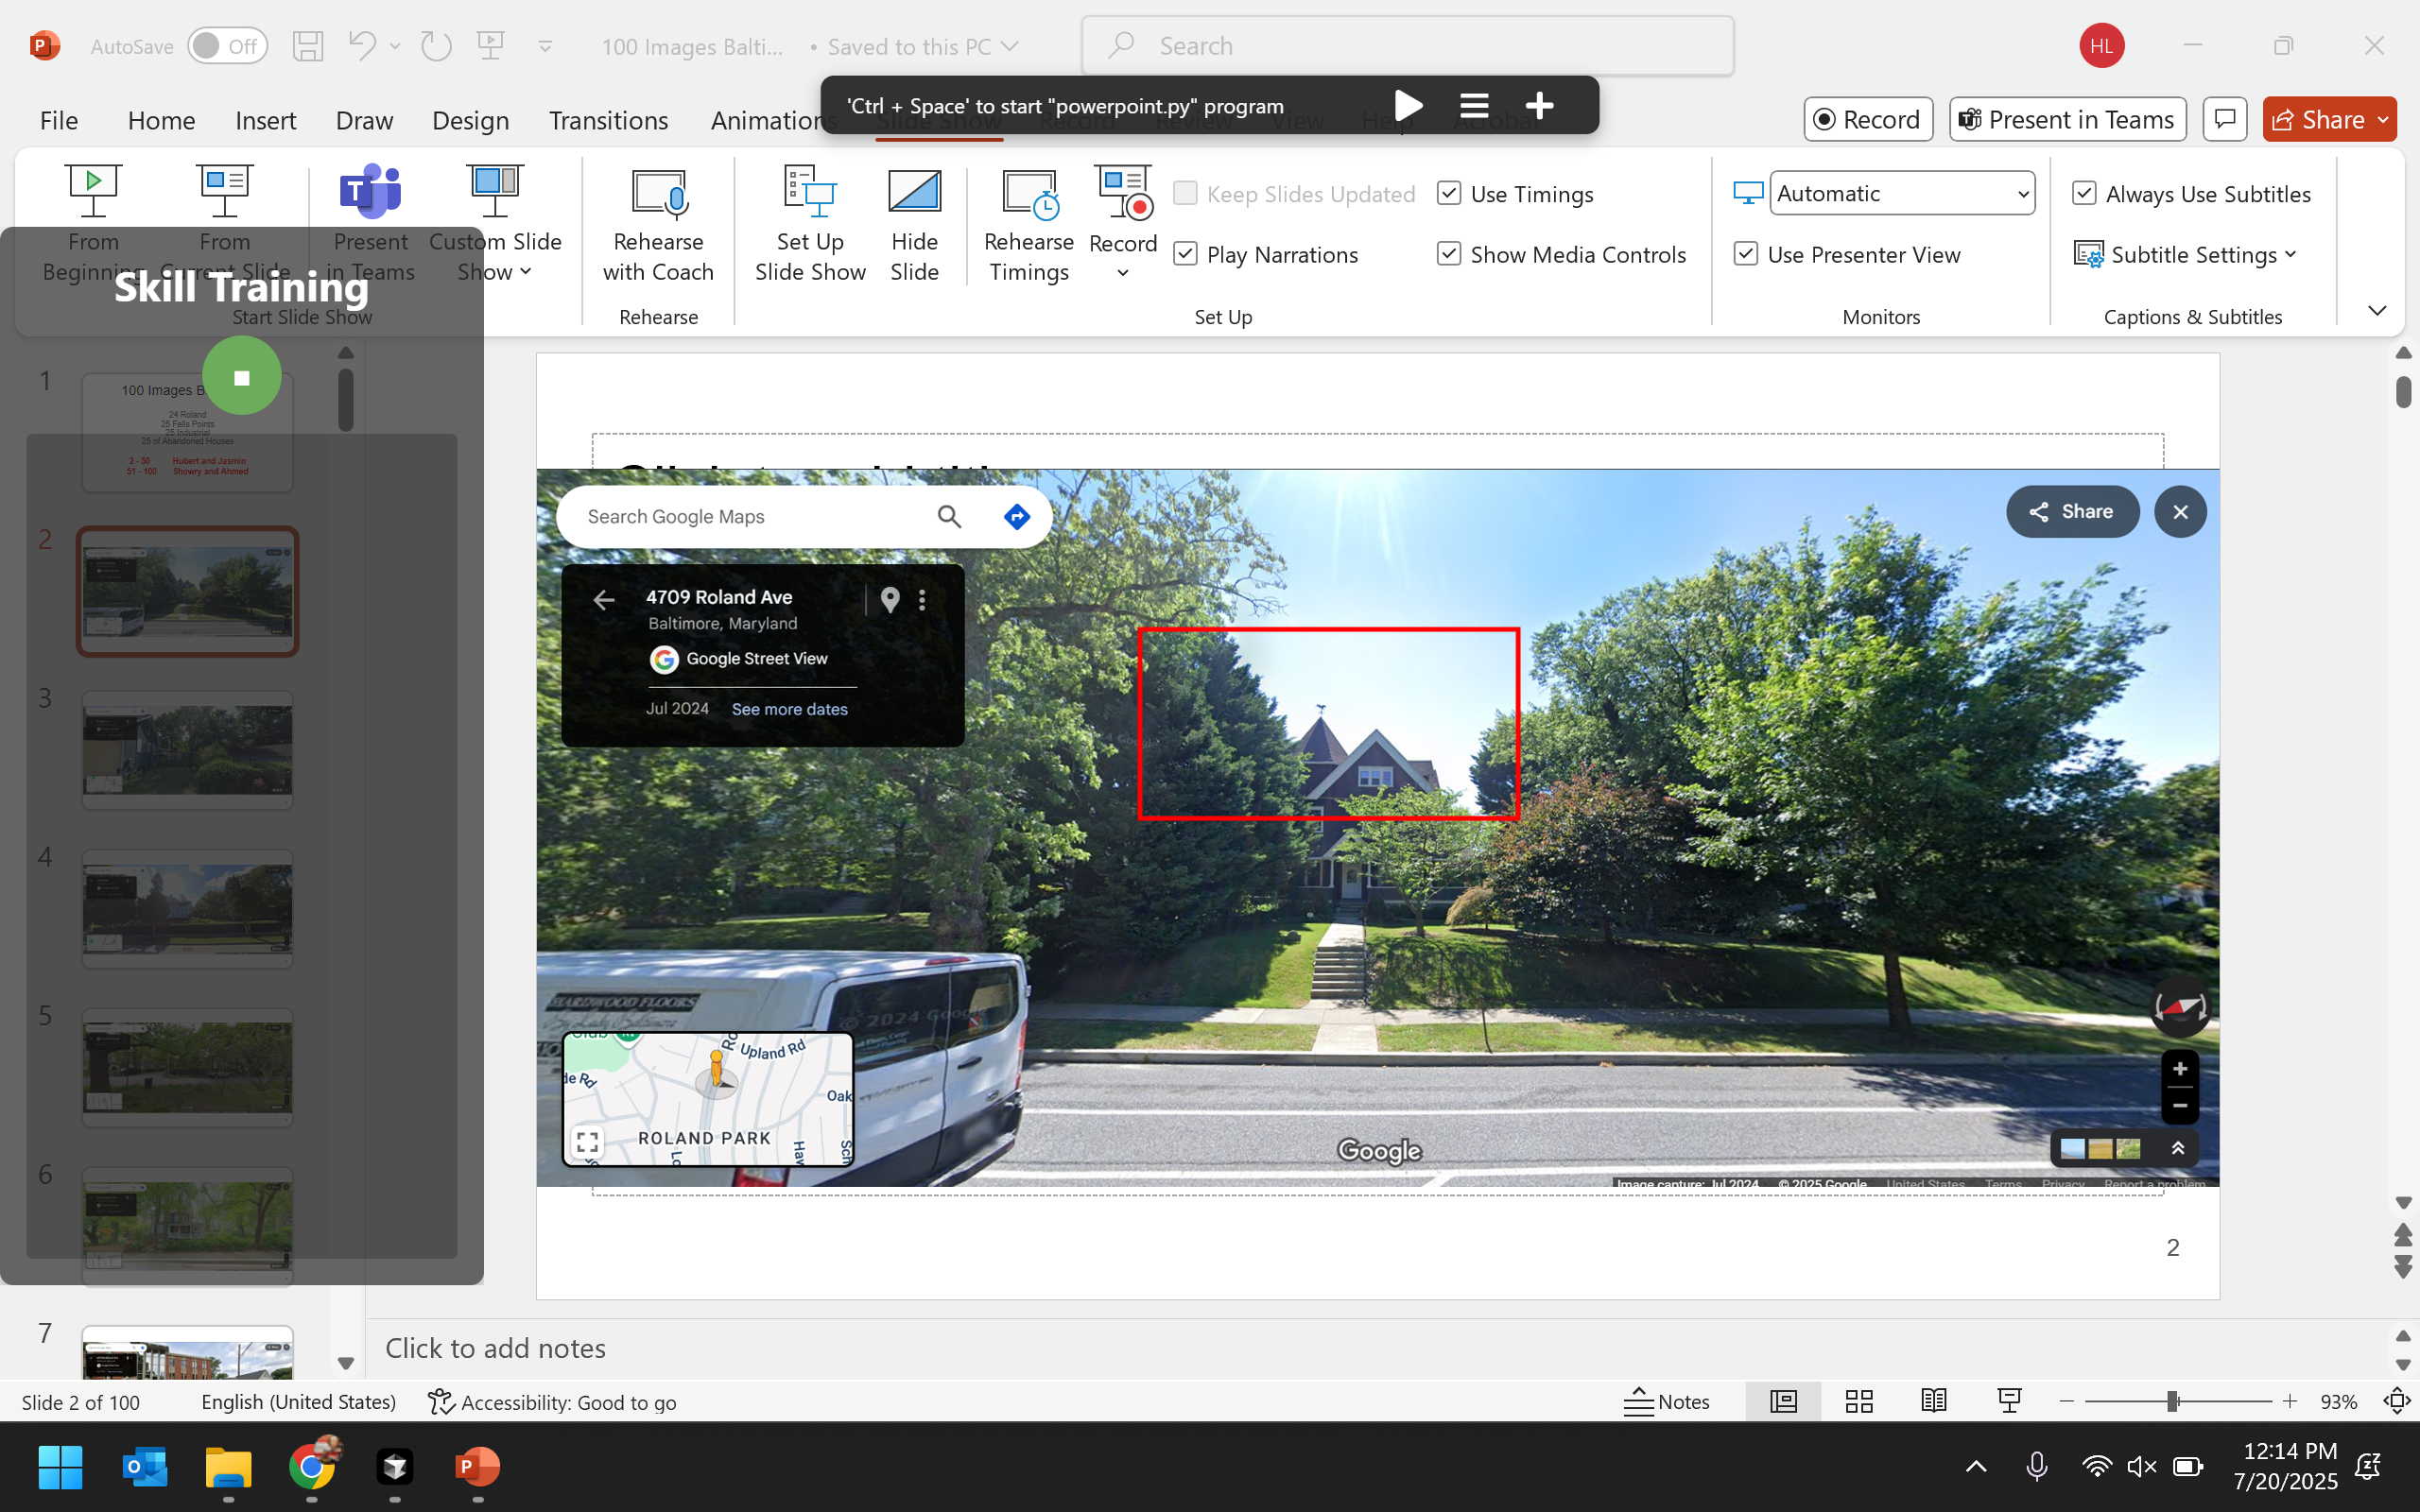 AutoSave
Off
100 Images Balti... • Saved to this PC
Search
HL
'Ctrl + Space' to start "powerpoint.py" program
File
Home
Insert
Draw
Design
Transitions
Animations
Slide Show
Record
Review
View
Help
Acrobat
Record
Present in Teams
Share
From Beginning
From Current Slide
Present in Teams
Custom Slide Show
Start Slide Show
Rehearse with Coach
Rehearse
Set Up Slide Show
Hide Slide
Rehearse Timings
Record
Keep Slides Updated
Play Narrations
Use Timings
Show Media Controls
Set Up
Automatic
Use Presenter View
Monitors
Always Use Subtitles
Subtitle Settings
Captions & Subtitles
Skill Training
1
100 Images B
24 Roland
25 Fells Points
25 Industrial
25 of Abandoned Houses
2 - 50 Hubert and Jasmin
51 - 100 Showry and Ahmed
2
3
4
5
6
7
Search Google Maps
Share
4709 Roland Ave
Baltimore, Maryland
Google Street View
Jul 2024 See more dates
HARDWOOD FLOORS
© 2024 Google
Upland Rd
de Rd
Oak
ROLAND PARK
Google
Image capture: Jul 2024 © 2025 Google United States Terms Privacy Report a problem
2
Click to add notes
Slide 2 of 100
English (United States)
Accessibility: Good to go
Notes
93%
12:14 PM
7/20/2025